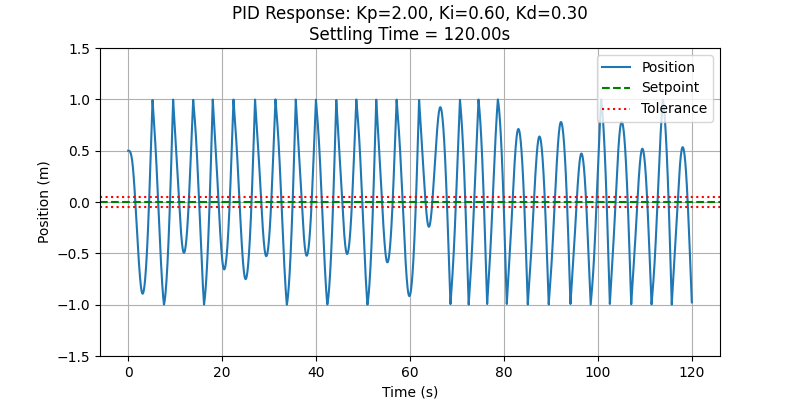 PID Response: Kp=2.00, Ki=0.60, Kd=0.30
Settling Time = 120.00s
1.5
1.0
0.5
0.0
−0.5
−1.0
−1.5
Position (m)
Position
Setpoint
Tolerance
0 20 40 60 80 100 120
Time (s)